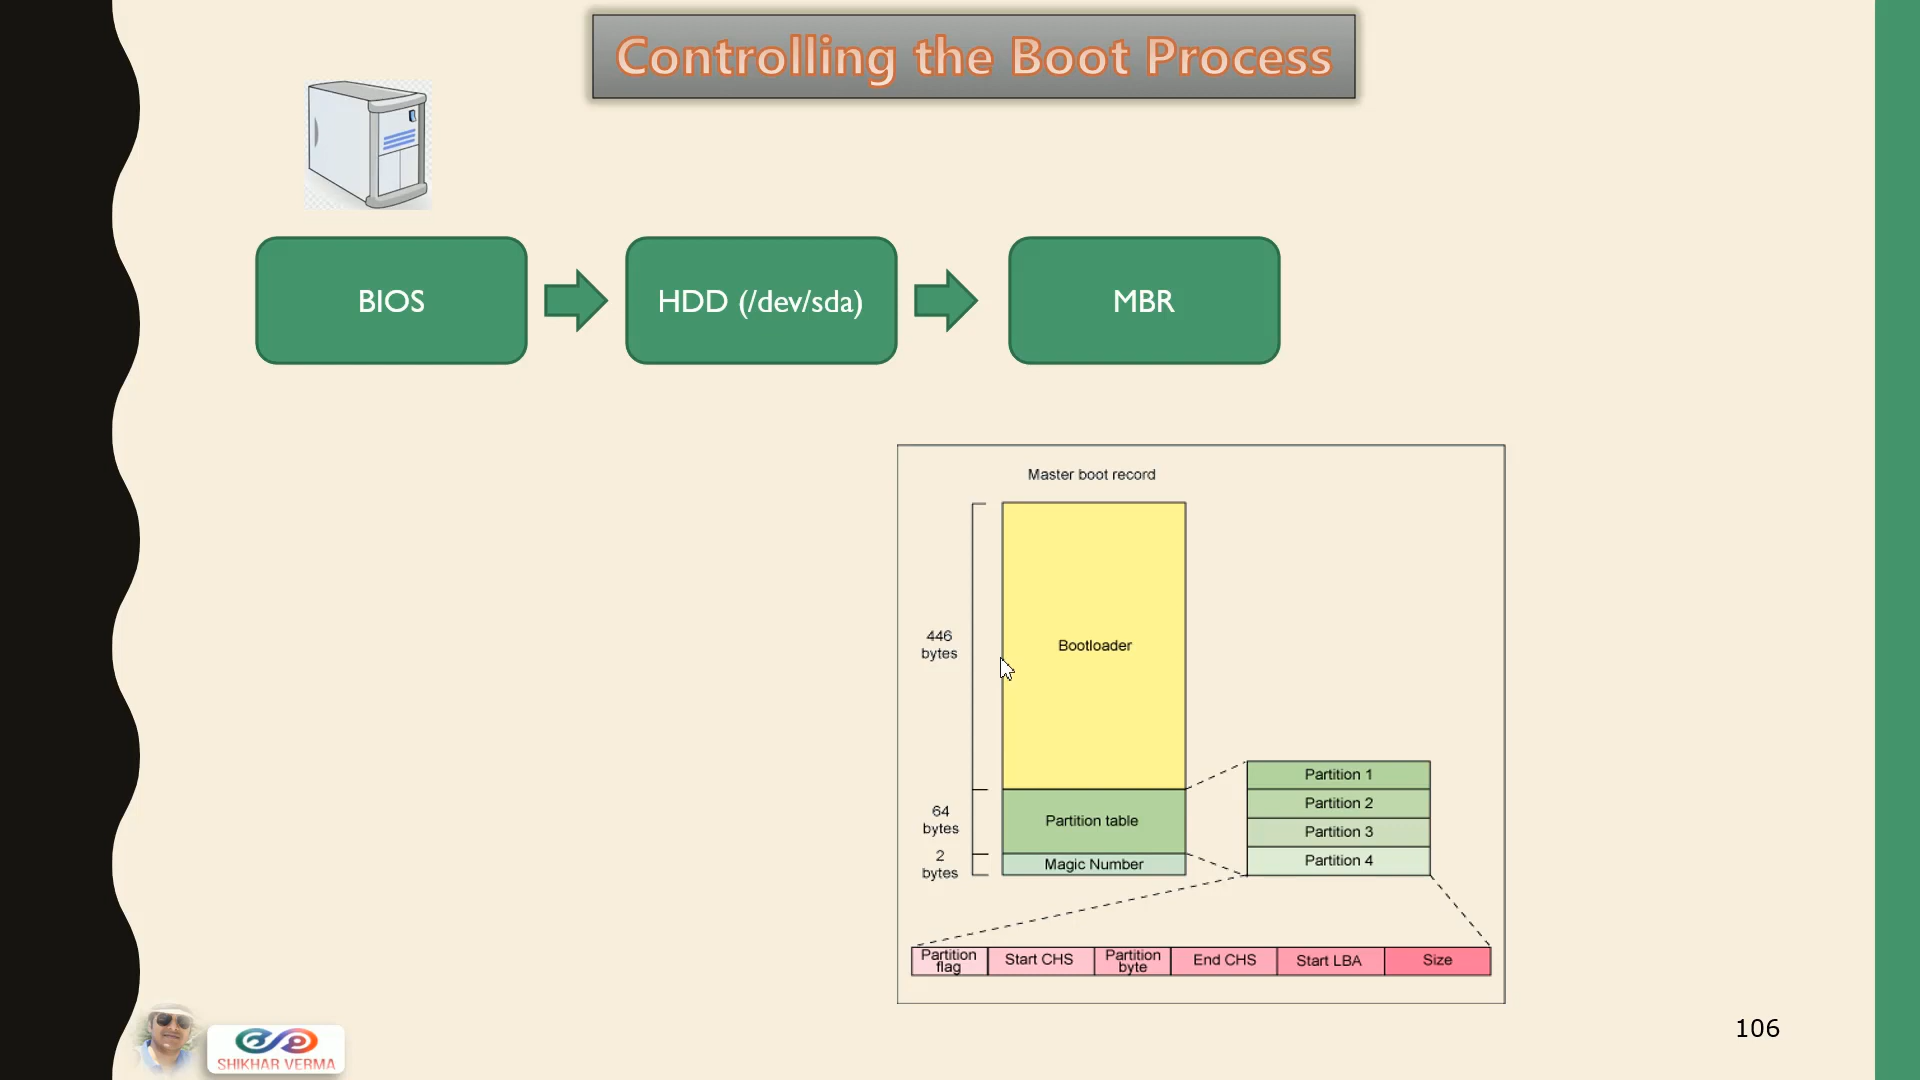 Controlling the Boot Process
BIOS
HDD (/dev/sda)
MBR
Master boot record
446
bytes
Bootloader
64
bytes
Partition table
2
bytes
Magic Number
Partition 1
Partition 2
Partition 3
Partition 4
Partition
flag
Start CHS
Partition
byte
End CHS
Start LBA
Size
SHIKHAR VERMA
106